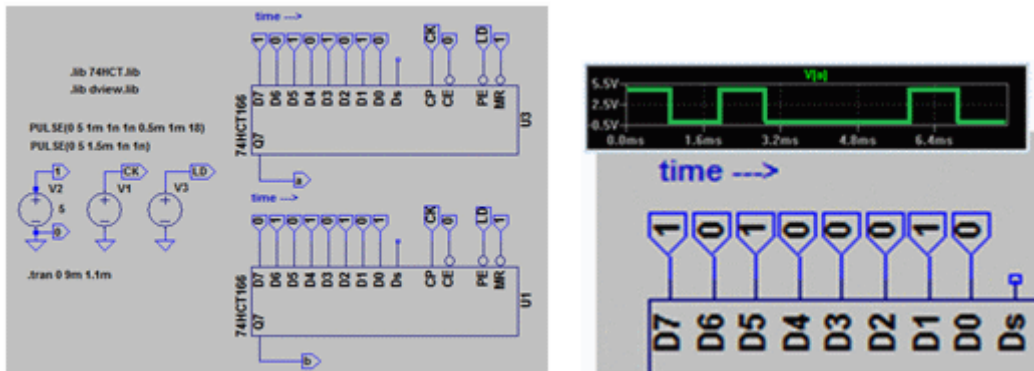 time --->
1 0 1 0 1 0 1 0 CK 0 LD 1
D7 D6 D5 D4 D3 D2 D1 D0 Ds CP CE PE MR
74HCT166
Q7
U3
a
.lib 74HCT.lib
.lib dview.lib
PULSE(0 5 1m 1n 1n 0.5m 1m 18)
PULSE(0 5 1.5m 1n 1n)
1 CK LD
V2 V1 V3
5
0
.tran 0 9m 1.1m
time --->
0 1 0 1 0 1 0 1 CK 0 LD 1
D7 D6 D5 D4 D3 D2 D1 D0 Ds CP CE PE MR
74HCT166
Q7
U1
b
V(a)
5.5V
2.5V
-0.5V
0.0ms 1.6ms 3.2ms 4.8ms 6.4ms
time --->
1 0 1 0 0 0 1 0
D7 D6 D5 D4 D3 D2 D1 D0 Ds